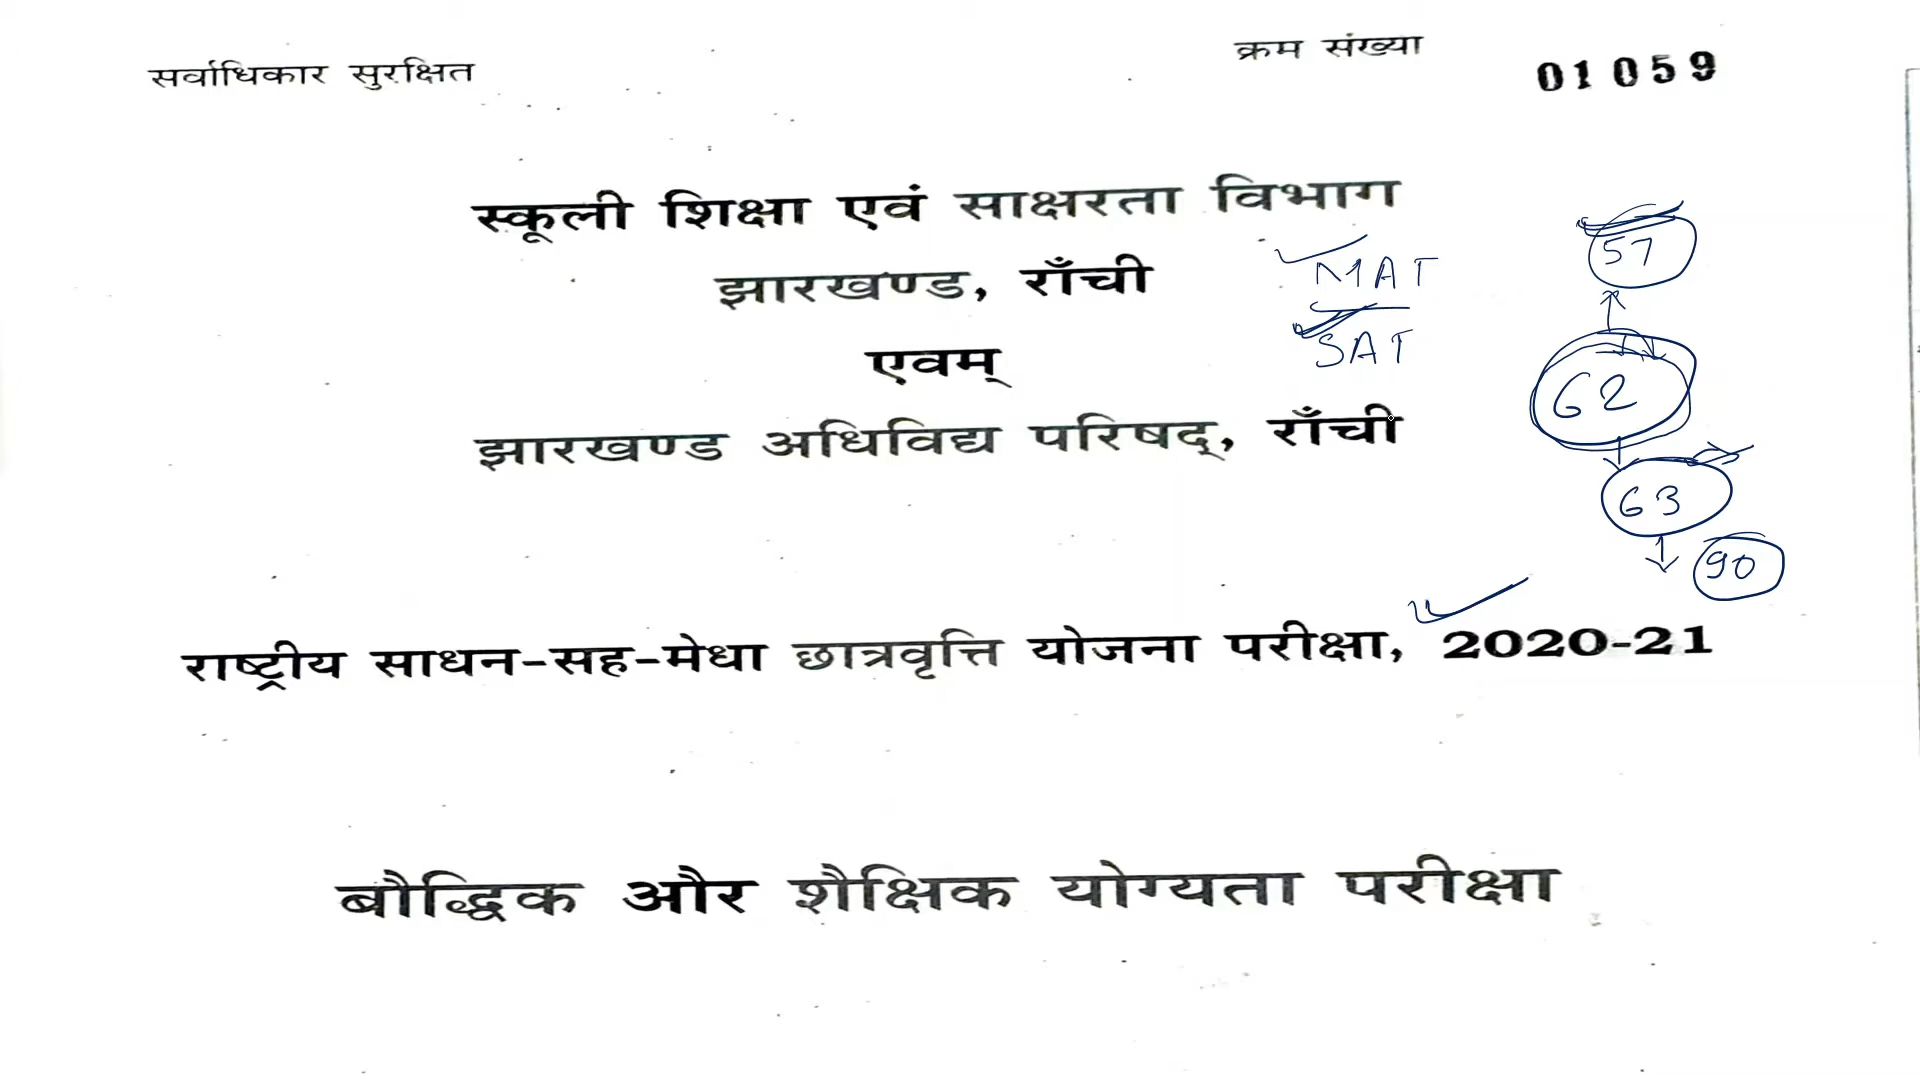 सर्वाधिकार सुरक्षित
क्रम संख्या 01059
स्कूली शिक्षा एवं साक्षरता विभाग
झारखण्ड, राँची
एवम्
झारखण्ड अधिविद्य परिषद्, राँची
MAT
SAT
57
62
63
90
राष्ट्रीय साधन-सह-मेधा छात्रवृत्ति योजना परीक्षा, 2020-21
बौद्धिक और शैक्षिक योग्यता परीक्षा